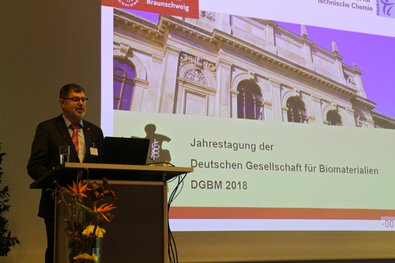 Braunschweig
Technische Chemie
Jahrestagung der
Deutschen Gesellschaft für Biomaterialien
DGBM 2018